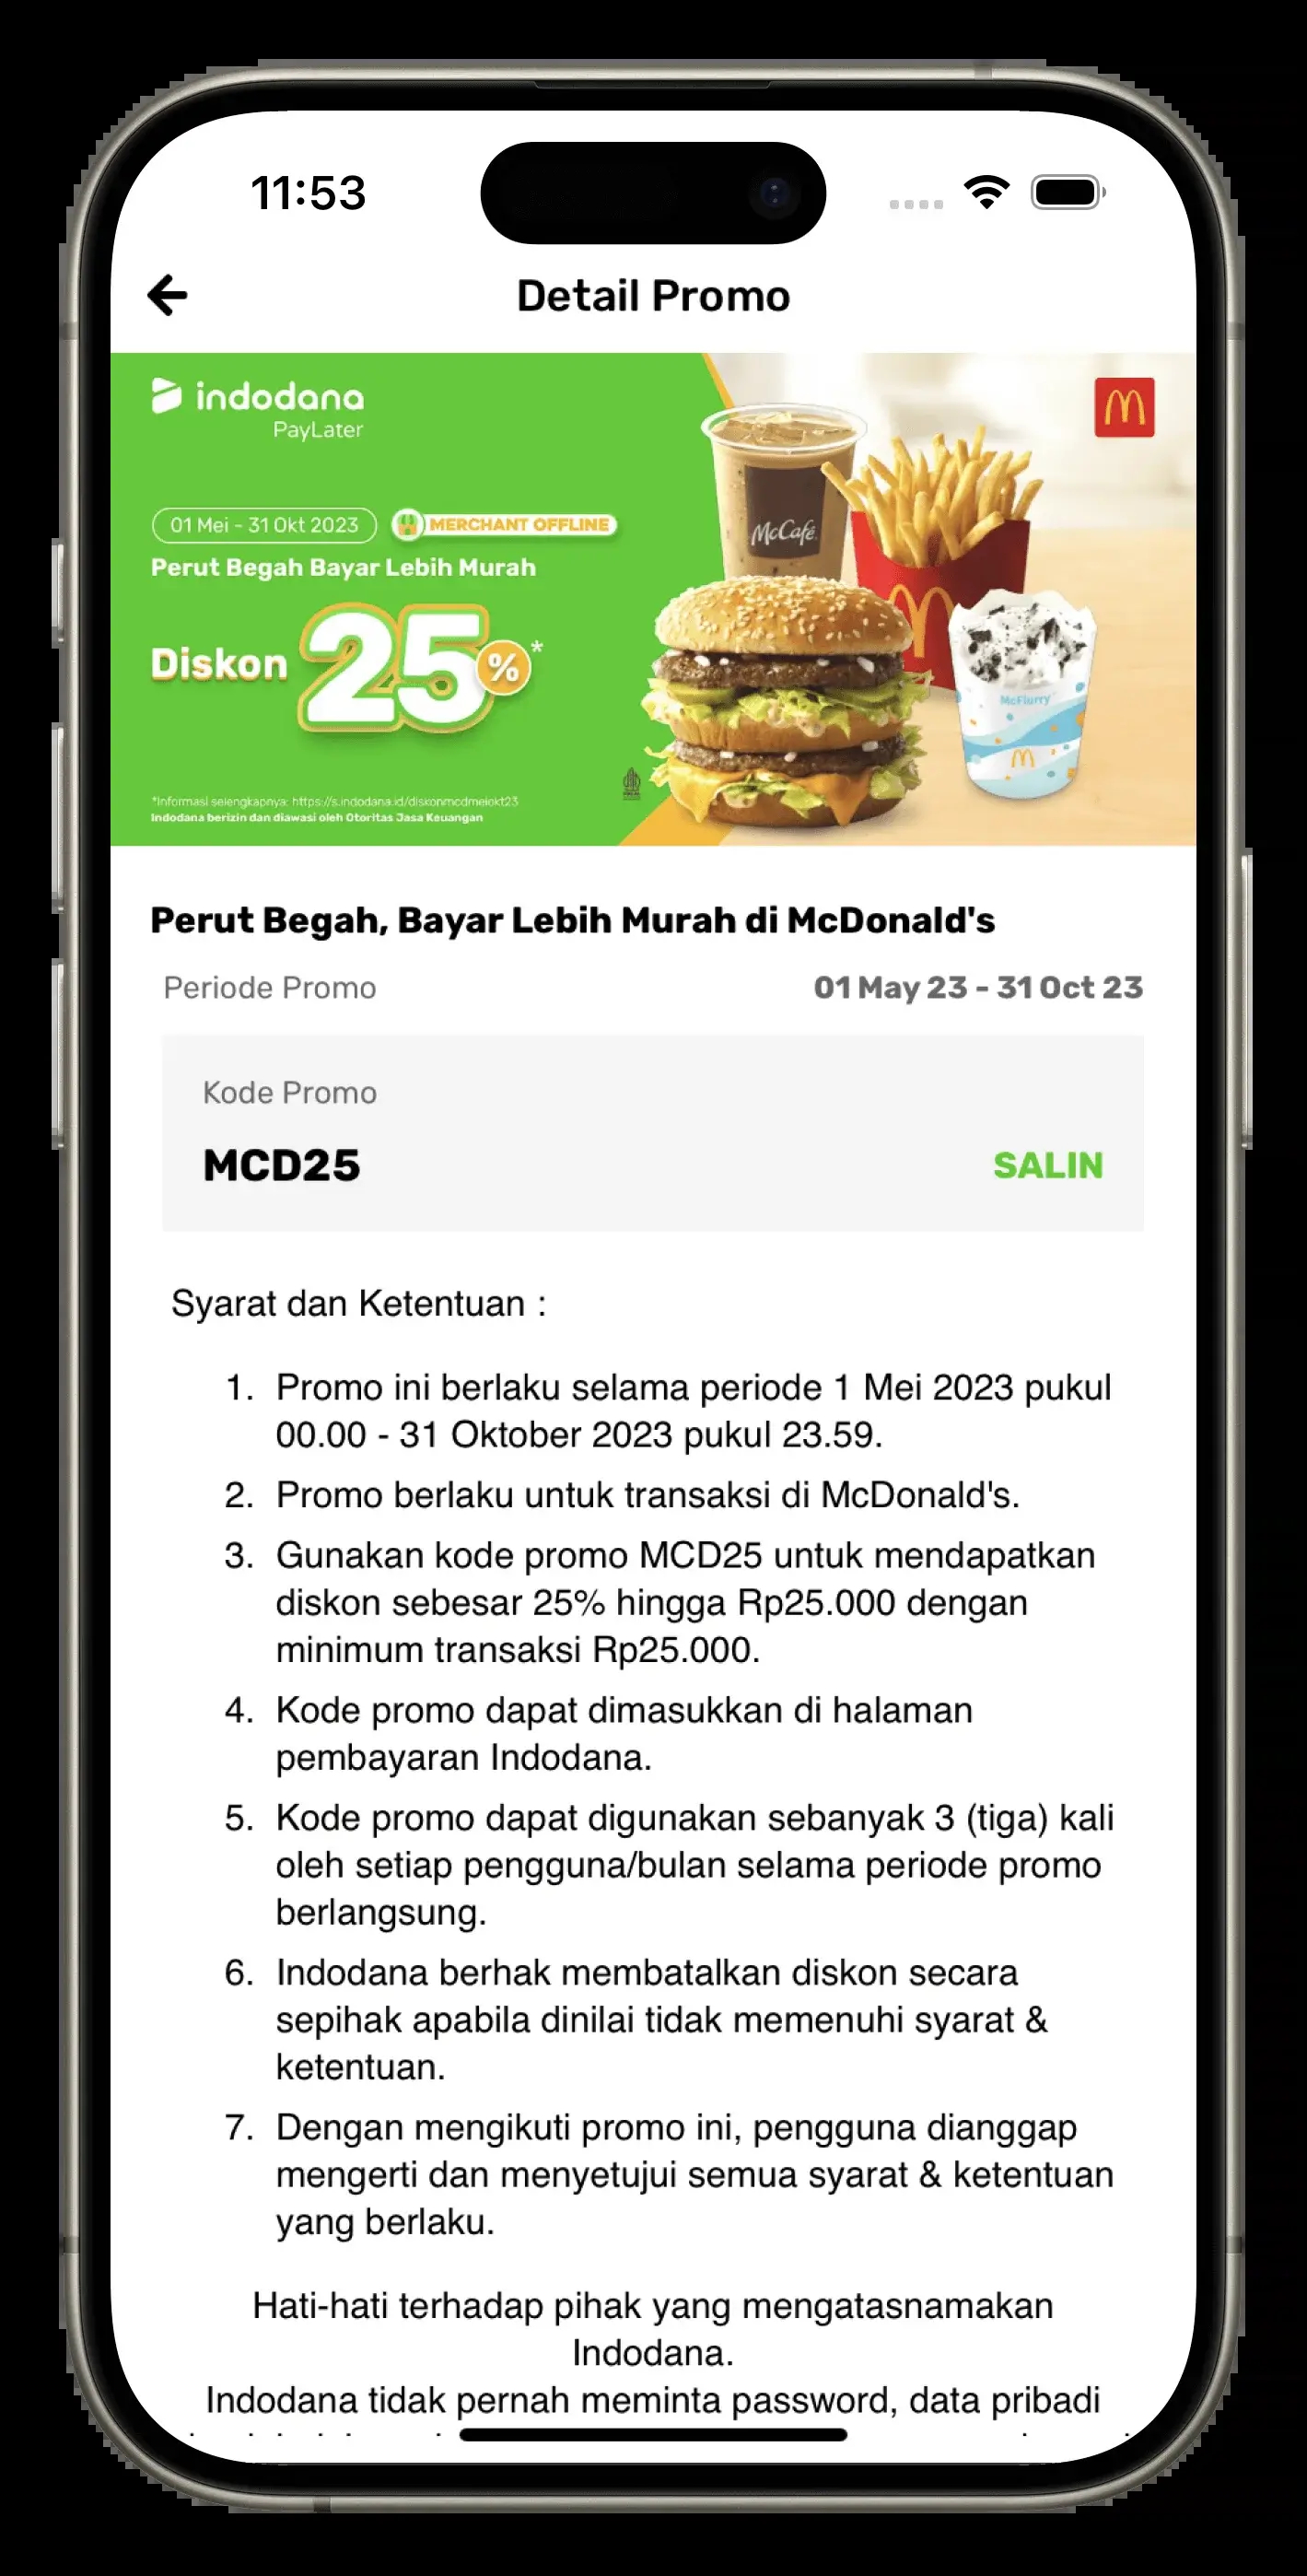 11:53
Detail Promo
indodana
PayLater
01 Mei - 31 Okt 2023
MERCHANT OFFLINE
Perut Begah Bayar Lebih Murah
Diskon 25%*
McCafé
McFlurry
*Informasi selengkapnya: https://s.indodana.id/diskonmcdmeiokt23
Indodana berizin dan diawasi oleh Otoritas Jasa Keuangan
Perut Begah, Bayar Lebih Murah di McDonald's
Periode Promo 01 May 23 - 31 Oct 23
Kode Promo
MCD25 SALIN
Syarat dan Ketentuan :
1. Promo ini berlaku selama periode 1 Mei 2023 pukul
00.00 - 31 Oktober 2023 pukul 23.59.
2. Promo berlaku untuk transaksi di McDonald's.
3. Gunakan kode promo MCD25 untuk mendapatkan
diskon sebesar 25% hingga Rp25.000 dengan
minimum transaksi Rp25.000.
4. Kode promo dapat dimasukkan di halaman
pembayaran Indodana.
5. Kode promo dapat digunakan sebanyak 3 (tiga) kali
oleh setiap pengguna/bulan selama periode promo
berlangsung.
6. Indodana berhak membatalkan diskon secara
sepihak apabila dinilai tidak memenuhi syarat &
ketentuan.
7. Dengan mengikuti promo ini, pengguna dianggap
mengerti dan menyetujui semua syarat & ketentuan
yang berlaku.
Hati-hati terhadap pihak yang mengatasnamakan
Indodana.
Indodana tidak pernah meminta password, data pribadi